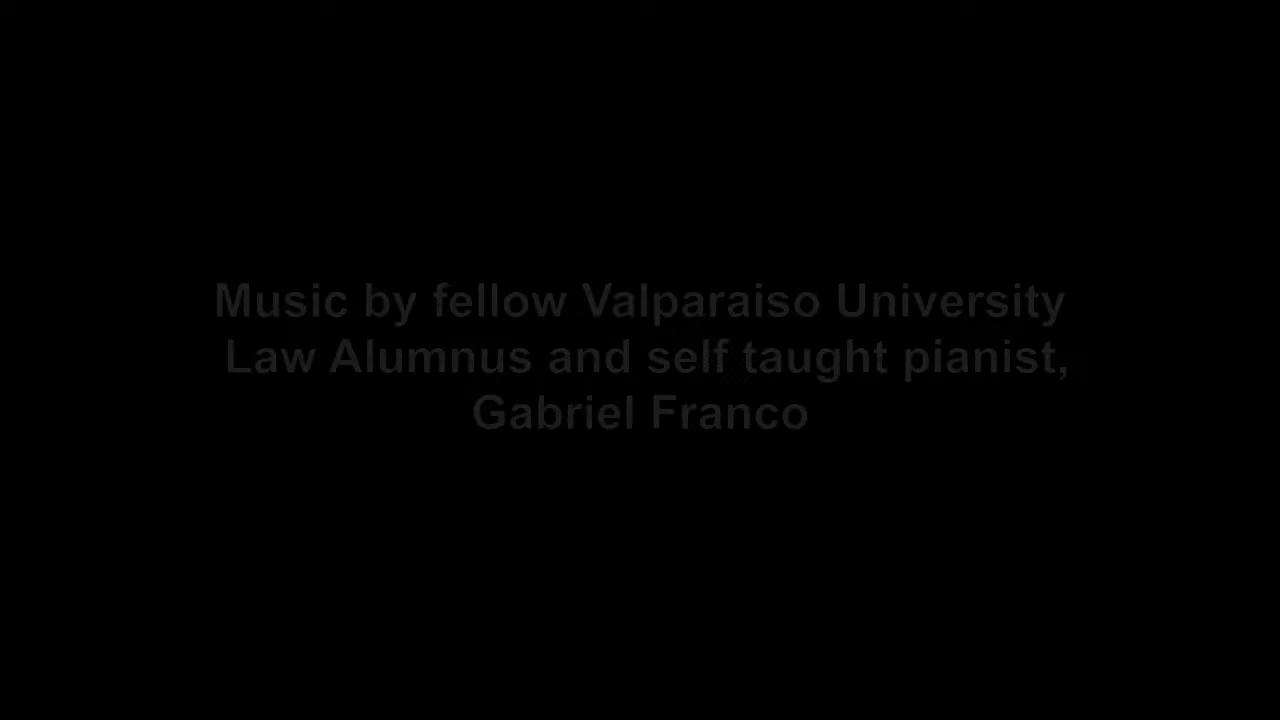 Music by fellow Valparaiso University
Law Alumnus and self taught pianist,
Gabriel Franco